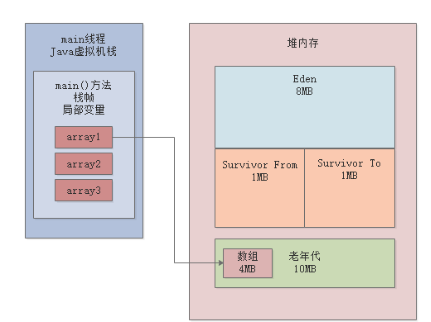 main线程
Java虚拟机栈
main()方法
栈帧
局部变量
array1
array2
array3
堆内存
Eden
8MB
Survivor From
1MB
Survivor To
1MB
数组
4MB
老年代
10MB